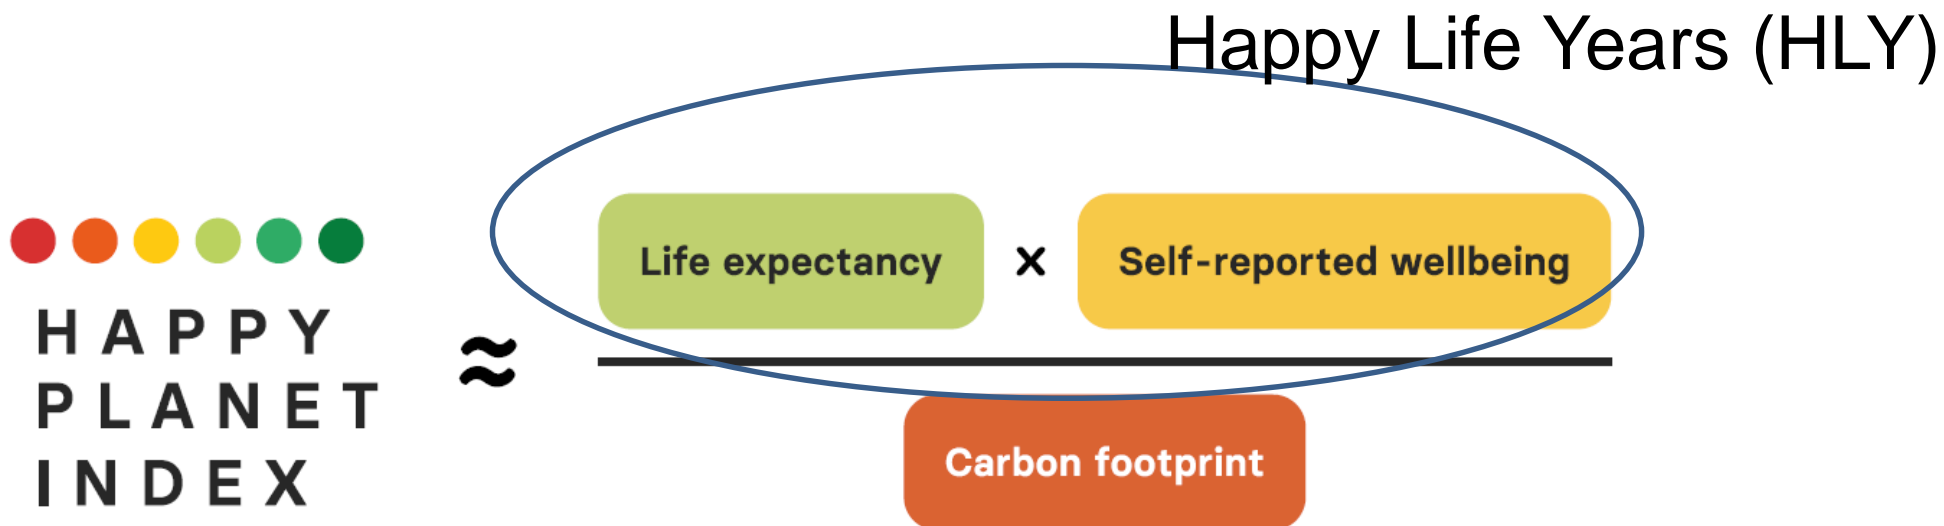 Happy Life Years (HLY)
Life expectancy × Self-reported wellbeing
HAPPY
PLANET
INDEX
≈
Carbon footprint